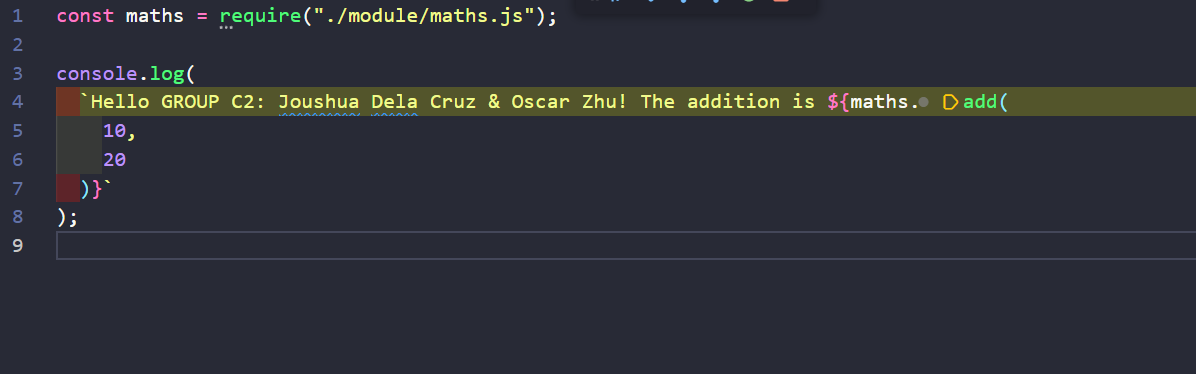 1 const maths = require("./module/maths.js");
2
3 console.log(
4 `Hello GROUP C2: Joushua Dela Cruz & Oscar Zhu! The addition is ${maths. add(
5 10,
6 20
7 )}`
8 );
9